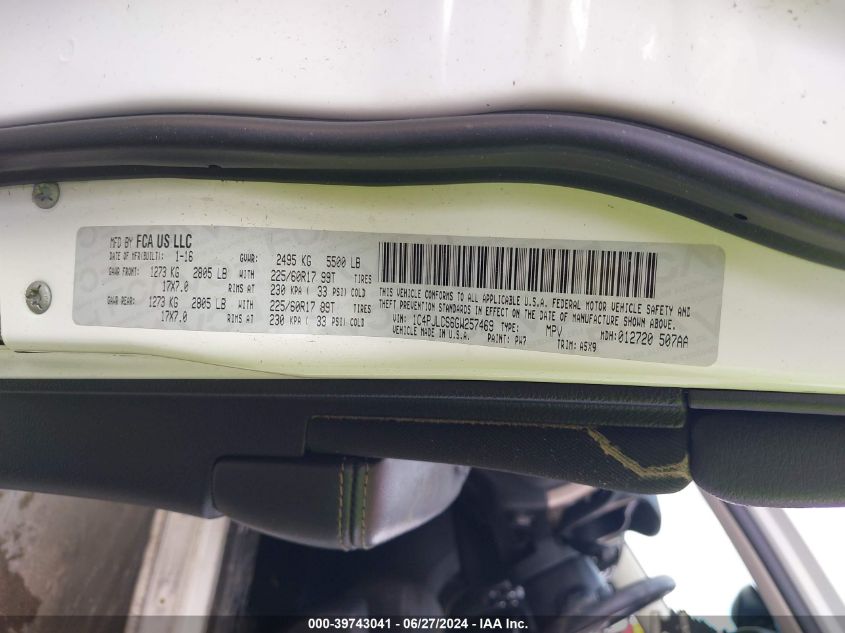 MFD BY FCA US LLC
DATE OF MFR(BUILT): 1-16 GVWR: 2495 KG 5500 LB
GAWR FRONT: 1273 KG 2805 LB WITH 225/60R17 99T TIRES
17X7.0 RIMS AT 230 KPA ( 33 PSI) COLD
GAWR REAR: 1273 KG 2805 LB WITH 225/60R17 99T TIRES
17X7.0 RIMS AT 230 KPA ( 33 PSI) COLD
THIS VEHICLE CONFORMS TO ALL APPLICABLE U.S.A. FEDERAL MOTOR VEHICLE SAFETY AND
THEFT PREVENTION STANDARDS IN EFFECT ON THE DATE OF MANUFACTURE SHOWN ABOVE.
VIN: 1C4PJLCS6GW257469 TYPE: MPV MDH: 012720 507AA
VEHICLE MADE IN U.S.A. PAINT: PW7 TRIM: A5X9
000-39743041 - 06/27/2024 - IAA Inc.